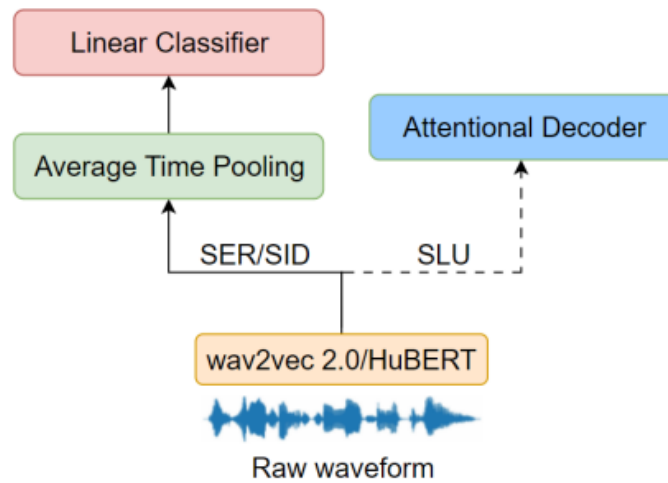 Linear Classifier
Attentional Decoder
Average Time Pooling
SER/SID
SLU
wav2vec 2.0/HuBERT
Raw waveform